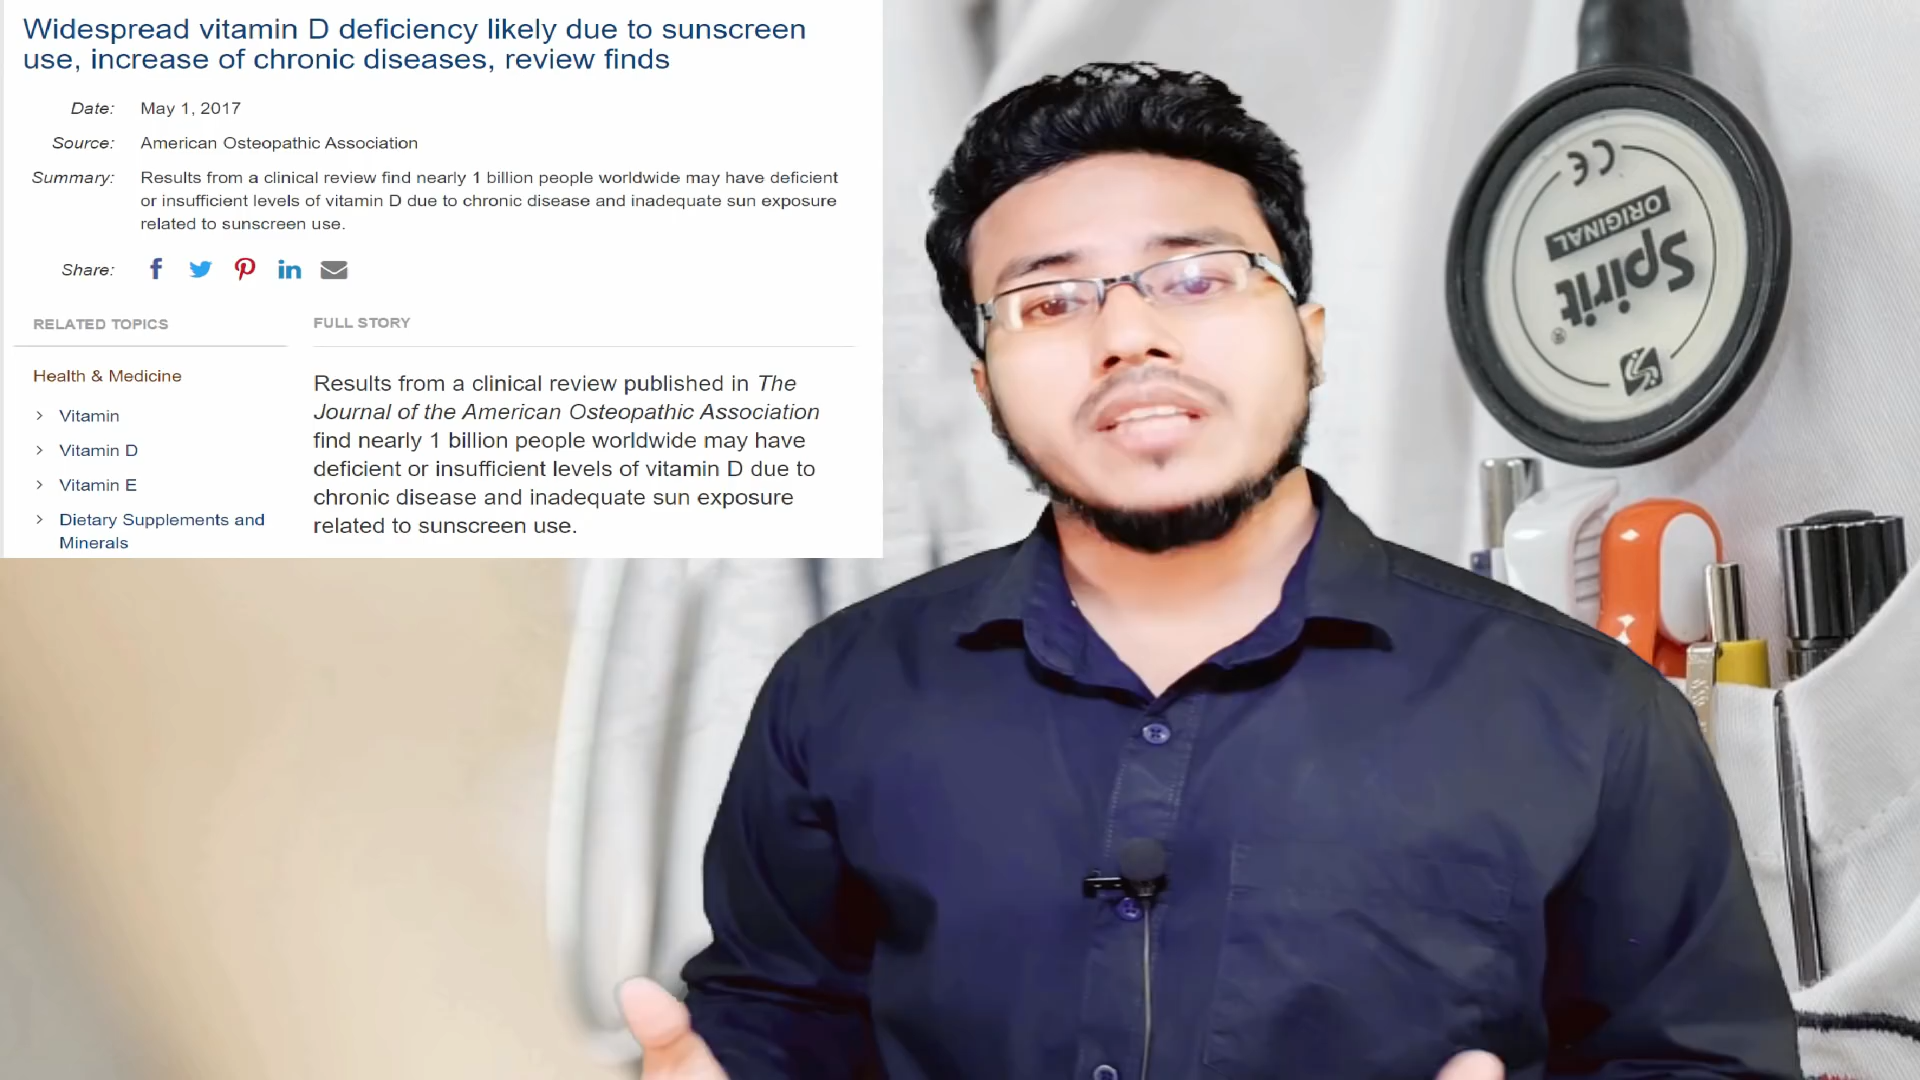 Widespread vitamin D deficiency likely due to sunscreen
use, increase of chronic diseases, review finds
Date: May 1, 2017
Source: American Osteopathic Association
Summary: Results from a clinical review find nearly 1 billion people worldwide may have deficient
or insufficient levels of vitamin D due to chronic disease and inadequate sun exposure
related to sunscreen use.
Share:
RELATED TOPICS
Health & Medicine
Vitamin
Vitamin D
Vitamin E
Dietary Supplements and
Minerals
FULL STORY
Results from a clinical review published in The
Journal of the American Osteopathic Association
find nearly 1 billion people worldwide may have
deficient or insufficient levels of vitamin D due to
chronic disease and inadequate sun exposure
related to sunscreen use.
CE
ORIGINAL
Spirit®